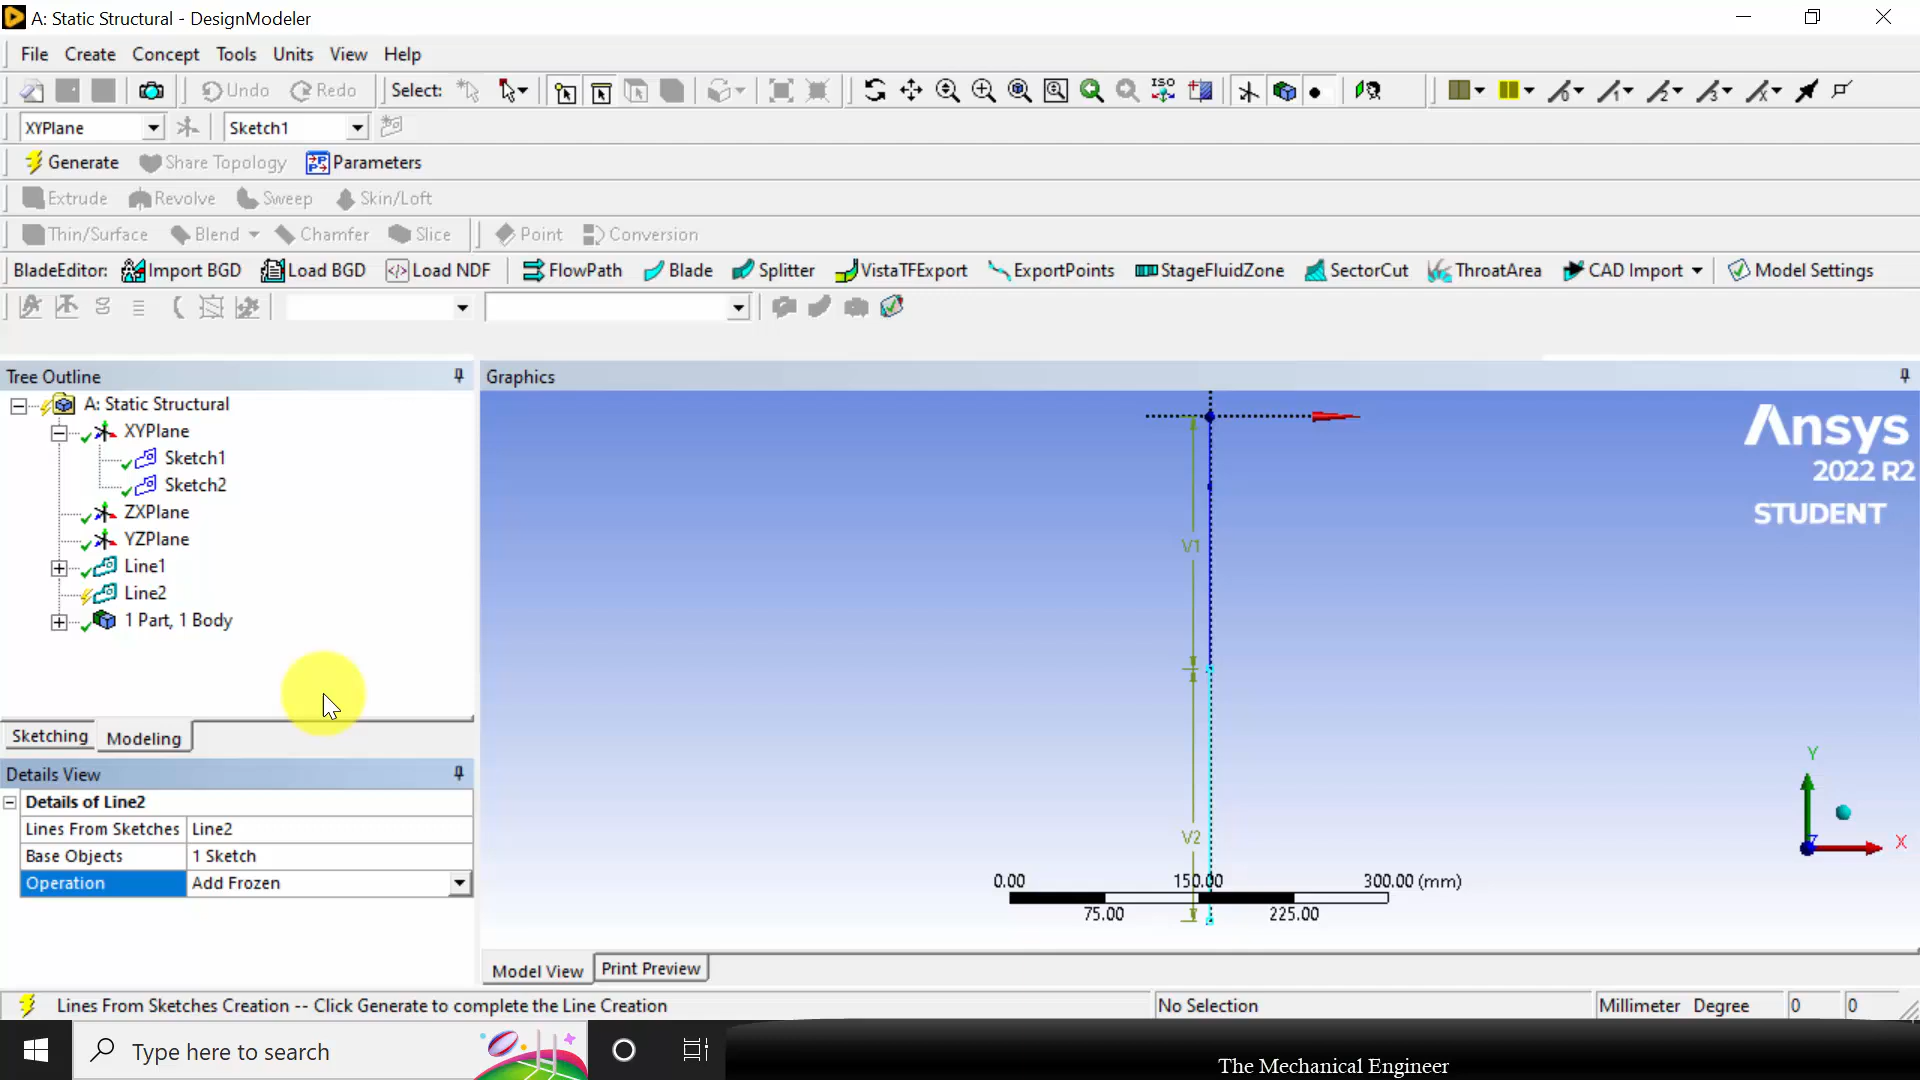 A: Static Structural - DesignModeler
File Create Concept Tools Units View Help
Undo Redo Select: ISO
XYPlane Sketch1
Generate Share Topology Parameters
Extrude Revolve Sweep Skin/Loft
Thin/Surface Blend Chamfer Slice Point Conversion
BladeEditor: Import BGD Load BGD Load NDF FlowPath Blade Splitter VistaTFExport ExportPoints StageFluidZone SectorCut ThroatArea CAD Import Model Settings
Tree Outline
A: Static Structural
XYPlane
Sketch1
Sketch2
ZXPlane
YZPlane
Line1
Line2
1 Part, 1 Body
Sketching Modeling
Details View
Details of Line2
Lines From Sketches Line2
Base Objects 1 Sketch
Operation Add Frozen
Graphics
Ansys
2022 R2
STUDENT
V1
V2
0.00 150.00 300.00 (mm)
75.00 225.00
Y
X
Z
Model View Print Preview
Lines From Sketches Creation -- Click Generate to complete the Line Creation No Selection Millimeter Degree 0 0
Type here to search
The Mechanical Engineer